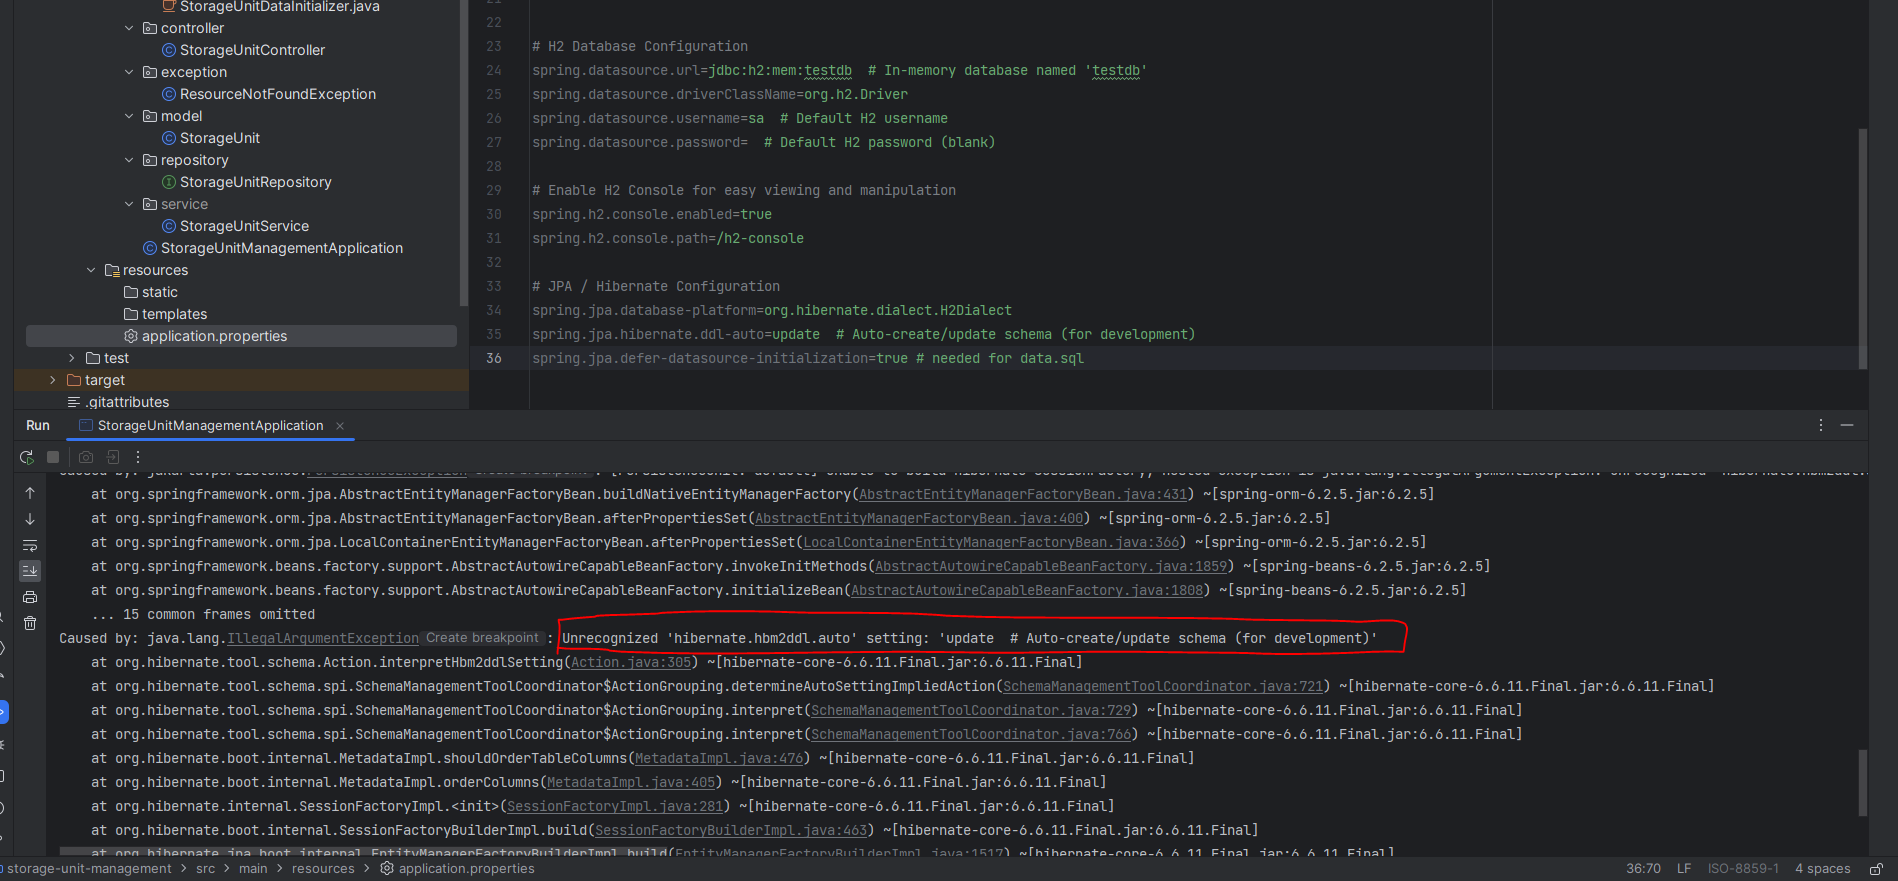 StorageUnitDataInitializer.java
controller
StorageUnitController
exception
ResourceNotFoundException
model
StorageUnit
repository
StorageUnitRepository
service
StorageUnitService
StorageUnitManagementApplication
resources
static
templates
application.properties
test
target
.gitattributes
22
23 # H2 Database Configuration
24 spring.datasource.url=jdbc:h2:mem:testdb  # In-memory database named 'testdb'
25 spring.datasource.driverClassName=org.h2.Driver
26 spring.datasource.username=sa  # Default H2 username
27 spring.datasource.password=  # Default H2 password (blank)
28
29 # Enable H2 Console for easy viewing and manipulation
30 spring.h2.console.enabled=true
31 spring.h2.console.path=/h2-console
32
33 # JPA / Hibernate Configuration
34 spring.jpa.database-platform=org.hibernate.dialect.H2Dialect
35 spring.jpa.hibernate.ddl-auto=update  # Auto-create/update schema (for development)
36 spring.jpa.defer-datasource-initialization=true # needed for data.sql
Run StorageUnitManagementApplication
at org.springframework.orm.jpa.AbstractEntityManagerFactoryBean.buildNativeEntityManagerFactory(AbstractEntityManagerFactoryBean.java:431) ~[spring-orm-6.2.5.jar:6.2.5]
at org.springframework.orm.jpa.AbstractEntityManagerFactoryBean.afterPropertiesSet(AbstractEntityManagerFactoryBean.java:400) ~[spring-orm-6.2.5.jar:6.2.5]
at org.springframework.orm.jpa.LocalContainerEntityManagerFactoryBean.afterPropertiesSet(LocalContainerEntityManagerFactoryBean.java:366) ~[spring-orm-6.2.5.jar:6.2.5]
at org.springframework.beans.factory.support.AbstractAutowireCapableBeanFactory.invokeInitMethods(AbstractAutowireCapableBeanFactory.java:1859) ~[spring-beans-6.2.5.jar:6.2.5]
at org.springframework.beans.factory.support.AbstractAutowireCapableBeanFactory.initializeBean(AbstractAutowireCapableBeanFactory.java:1808) ~[spring-beans-6.2.5.jar:6.2.5]
... 15 common frames omitted
Caused by: java.lang.IllegalArgumentException Create breakpoint : Unrecognized 'hibernate.hbm2ddl.auto' setting: 'update  # Auto-create/update schema (for development)'
at org.hibernate.tool.schema.Action.interpretHbm2ddlSetting(Action.java:305) ~[hibernate-core-6.6.11.Final.jar:6.6.11.Final]
at org.hibernate.tool.schema.spi.SchemaManagementToolCoordinator$ActionGrouping.determineAutoSettingImpliedAction(SchemaManagementToolCoordinator.java:721) ~[hibernate-core-6.6.11.Final.jar:6.6.11.Final]
at org.hibernate.tool.schema.spi.SchemaManagementToolCoordinator$ActionGrouping.interpret(SchemaManagementToolCoordinator.java:729) ~[hibernate-core-6.6.11.Final.jar:6.6.11.Final]
at org.hibernate.tool.schema.spi.SchemaManagementToolCoordinator$ActionGrouping.interpret(SchemaManagementToolCoordinator.java:766) ~[hibernate-core-6.6.11.Final.jar:6.6.11.Final]
at org.hibernate.boot.internal.MetadataImpl.shouldOrderTableColumns(MetadataImpl.java:476) ~[hibernate-core-6.6.11.Final.jar:6.6.11.Final]
at org.hibernate.boot.internal.MetadataImpl.orderColumns(MetadataImpl.java:405) ~[hibernate-core-6.6.11.Final.jar:6.6.11.Final]
at org.hibernate.internal.SessionFactoryImpl.<init>(SessionFactoryImpl.java:281) ~[hibernate-core-6.6.11.Final.jar:6.6.11.Final]
at org.hibernate.boot.internal.SessionFactoryBuilderImpl.build(SessionFactoryBuilderImpl.java:463) ~[hibernate-core-6.6.11.Final.jar:6.6.11.Final]
at org.hibernate.jpa.boot.internal.EntityManagerFactoryBuilderImpl.build(EntityManagerFactoryBuilderImpl.java:1517) ~[hibernate-core-6.6.11.Final.jar:6.6.11.Final]
storage-unit-management > src > main > resources > application.properties 36:70 LF ISO-8859-1 4 spaces